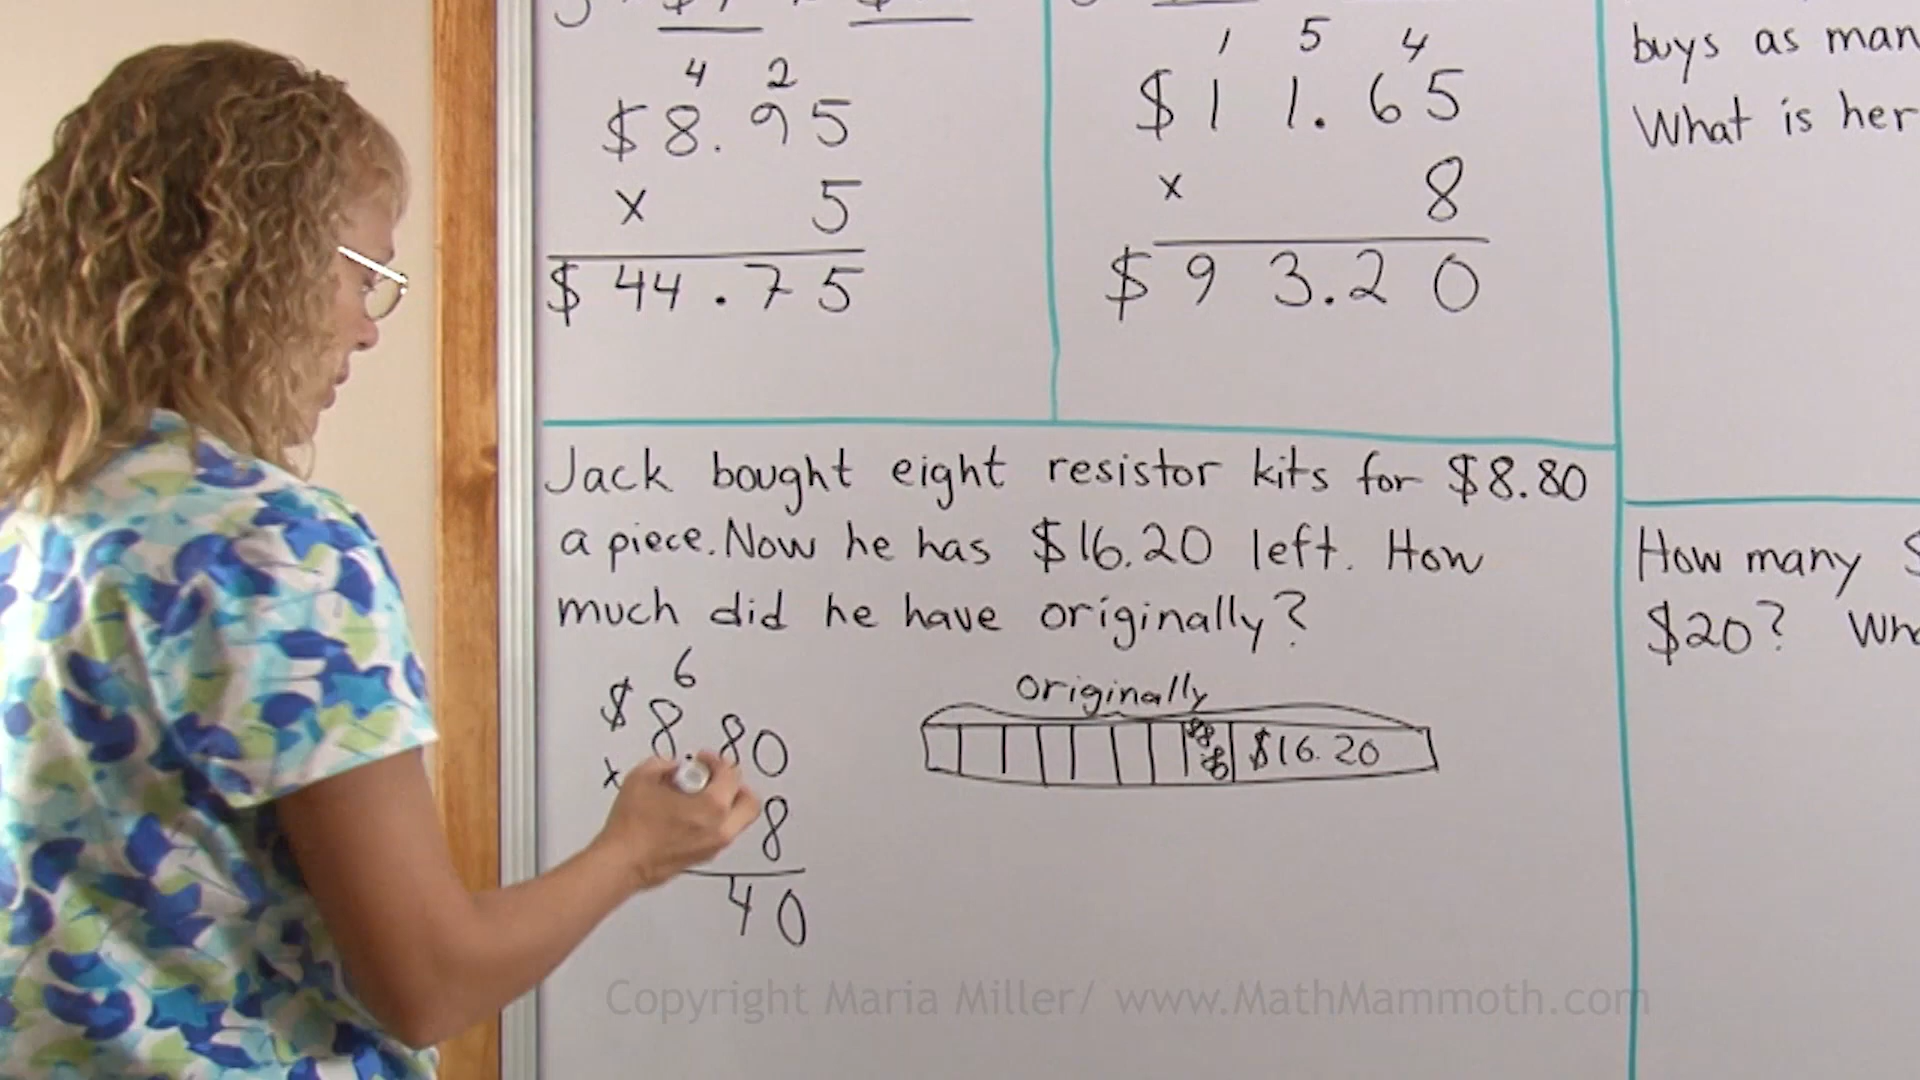 4 2
$8.95
x 5
$44.75
1 5 4
$11.65
x 8
$93.20
buys as
What is her
Jack bought eight resistor kits for $8.80
a piece. Now he has $16.20 left. How
much did he have originally?
6
$8.80
x 8
40
originally
$16.20
How many $
$20?
Copyright Maria Miller/ www.MathMammoth.com